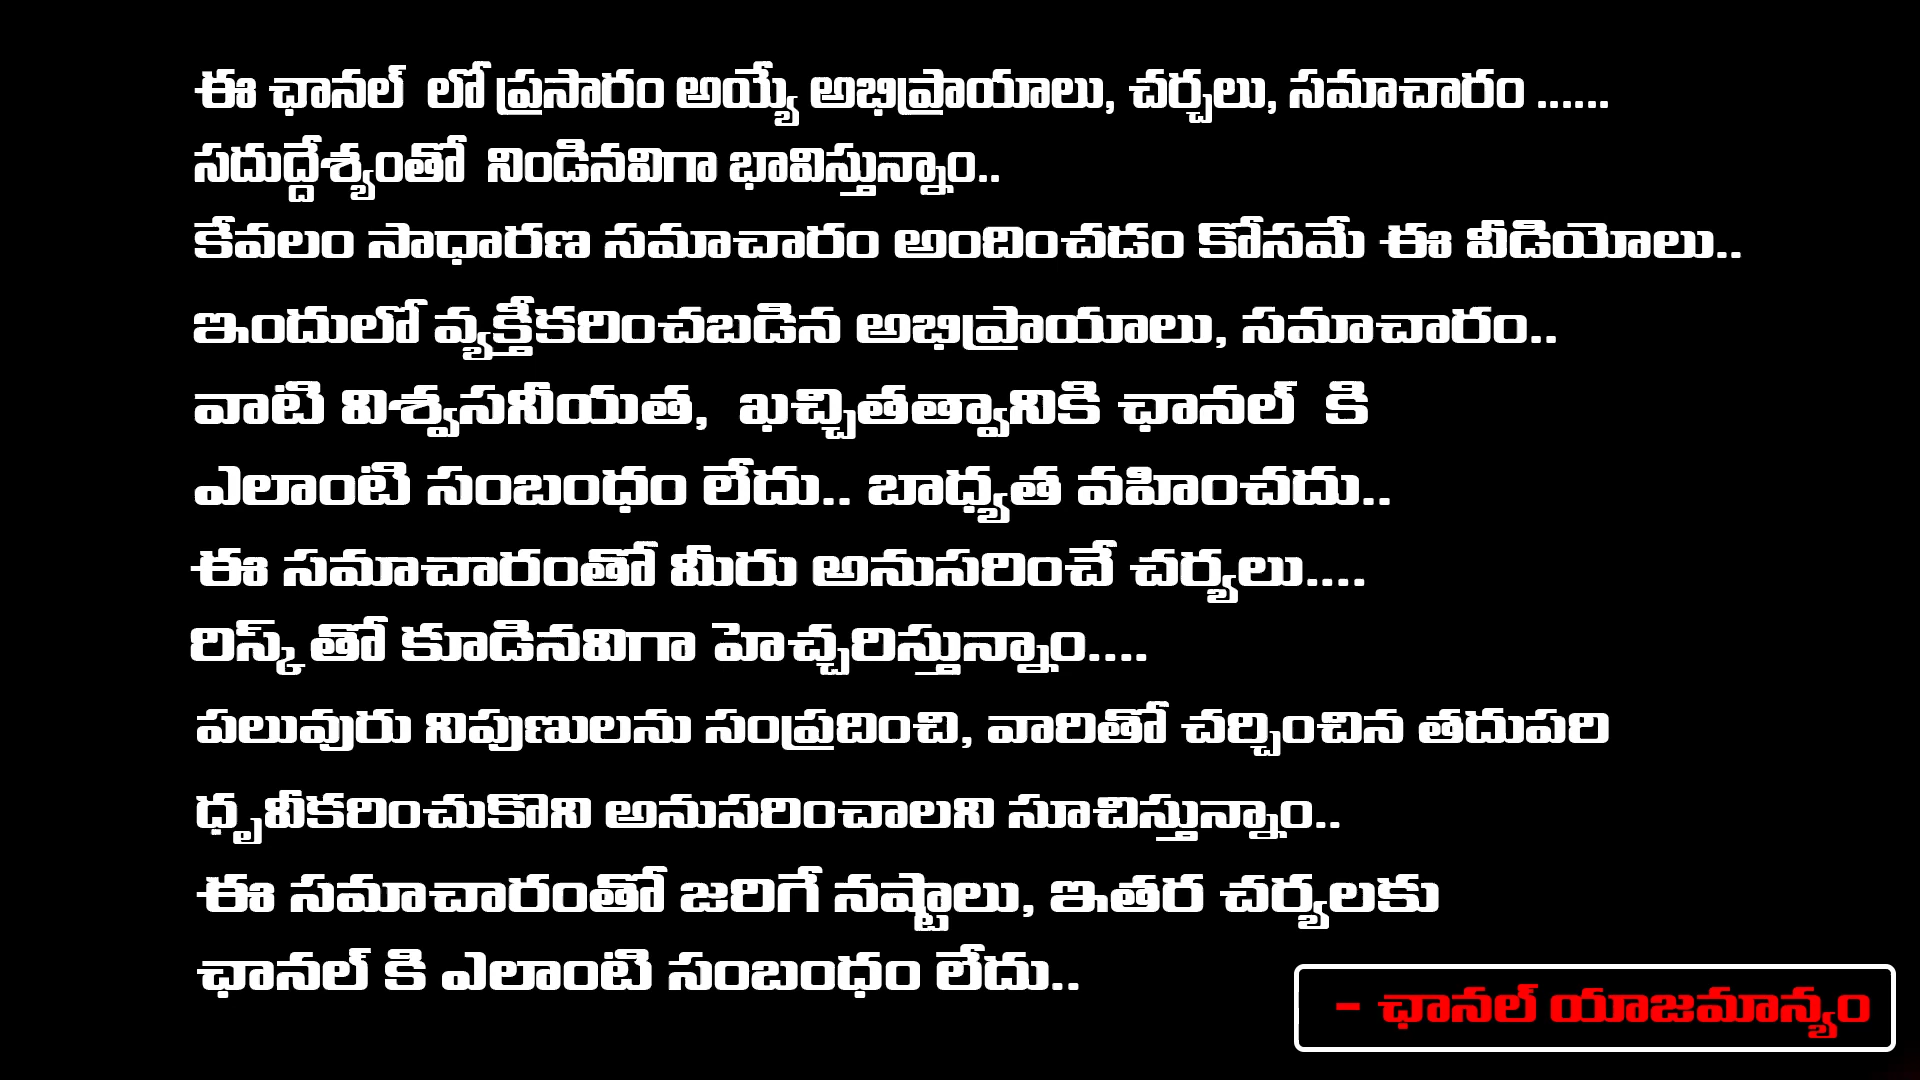 ఈ ఛానల్ లో ప్రసారం అయ్యే అభిప్రాయాలు, చర్చలు, సమాచారం ......
సదుద్దేశ్యంతో నిండినవిగా భావిస్తున్నాం..
కేవలం సాధారణ సమాచారం అందించడం కోసమే ఈ వీడియోలు..
ఇందులో వ్యక్తీకరించబడిన అభిప్రాయాలు, సమాచారం..
వాటి విశ్వసనీయత, ఖచ్చితత్వానికి ఛానల్ కి
ఎలాంటి సంబంధం లేదు.. బాధ్యత వహించదు..
ఈ సమాచారంతో మీరు అనుసరించే చర్యలు....
రిస్క్ తో కూడినవిగా హెచ్చరిస్తున్నాం....
పలువురు నిపుణులను సంప్రదించి, వారితో చర్చించిన తదుపరి
ధృవీకరించుకొని అనుసరించాలని సూచిస్తున్నాం..
ఈ సమాచారంతో జరిగే నష్టాలు, ఇతర చర్యలకు
ఛానల్ కి ఎలాంటి సంబంధం లేదు..
- ఛానల్ యాజమాన్యం